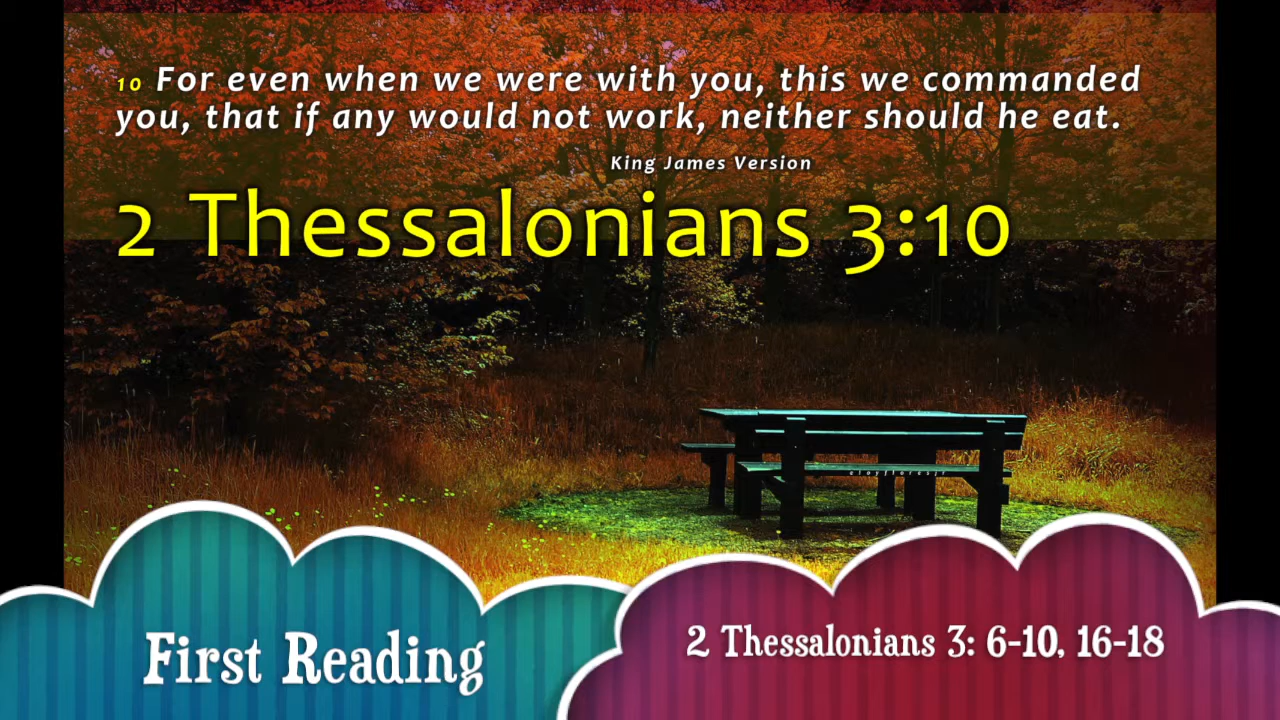 10 For even when we were with you, this we commanded
you, that if any would not work, neither should he eat.
King James Version
2 Thessalonians 3:10
eloyfloresjr
First Reading
2 Thessalonians 3: 6-10, 16-18